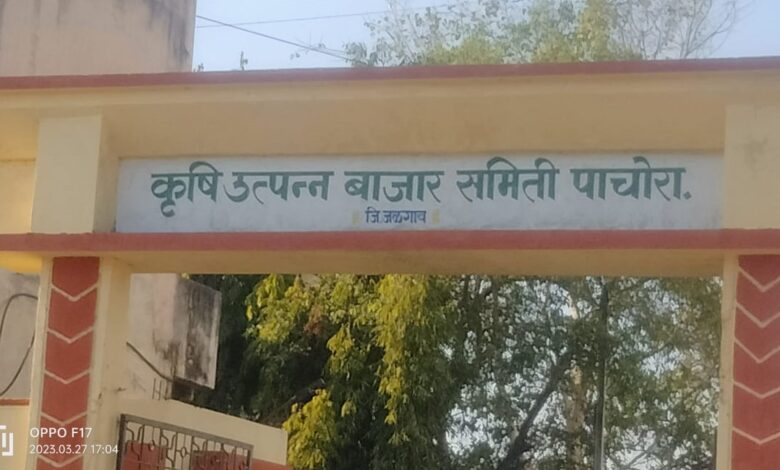 कृषि उत्पन्न बाजार समिती पाचोरा.
जि.जळगाव
OPPO F17
2023.03.27 17:04